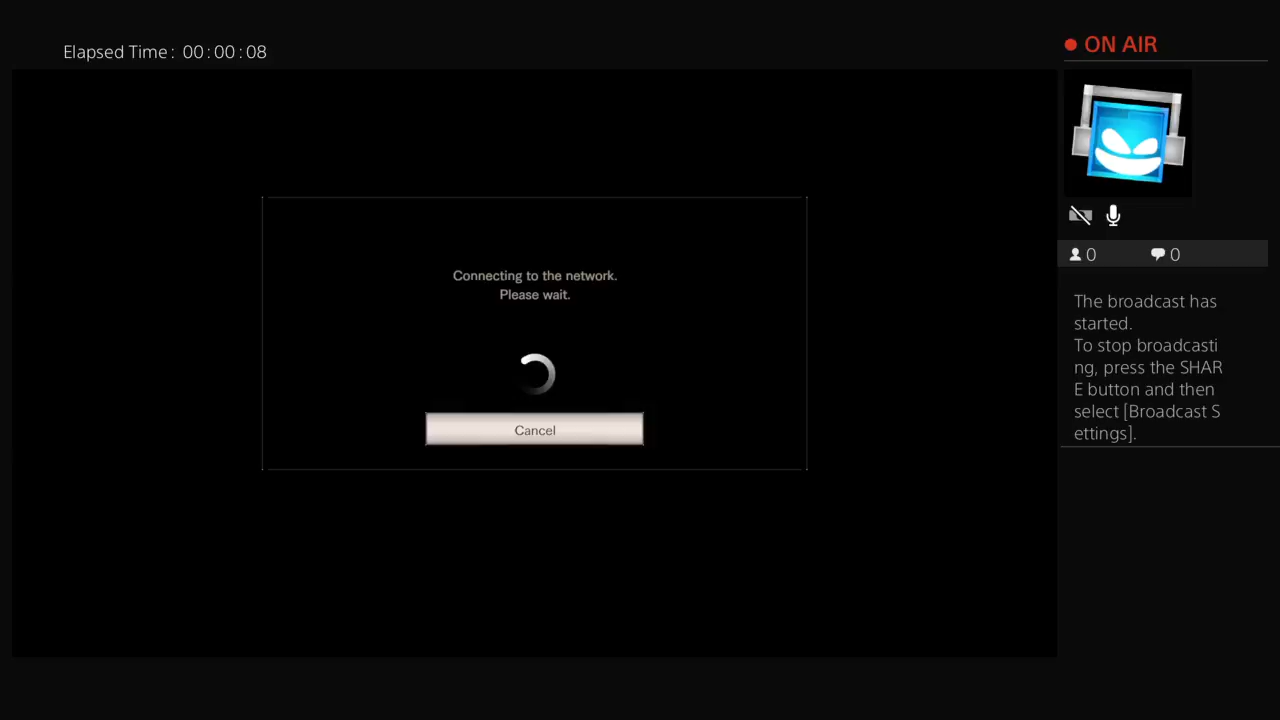 Elapsed Time: 00:00:08
ON AIR
Connecting to the network.
Please wait.
Cancel
0
0
The broadcast has
started.
To stop broadcasti
ng, press the SHAR
E button and then
select [Broadcast S
ettings].